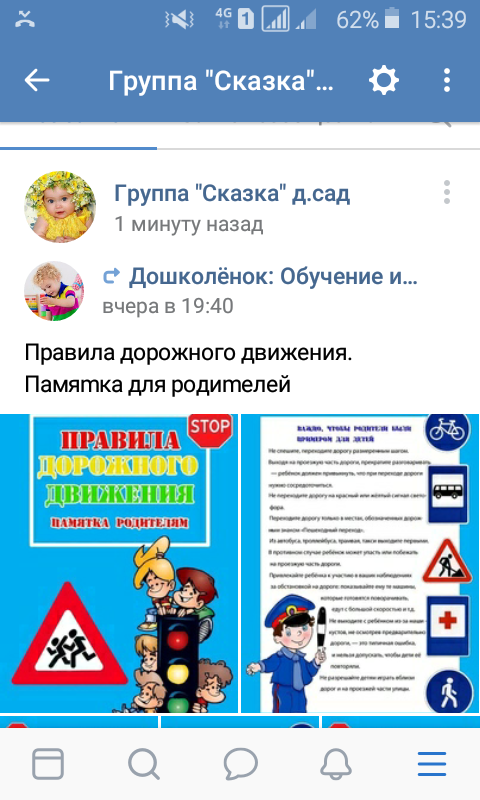 4G 1 62% 15:39
Группа "Сказка"...
Группа "Сказка" д.сад
1 минуту назад
Дошколёнок: Обучение и...
вчера в 19:40
Правила дорожного движения.
Памятка для родителей
STOP
ПРАВИЛА
ДОРОЖНОГО
ДВИЖЕНИЯ
ПАМЯТКА РОДИТЕЛЯМ
ВАЖНО, ЧТОБЫ РОДИТЕЛИ БЫЛИ
ПРИМЕРОМ ДЛЯ ДЕТЕЙ
Не спешите, переходите дорогу размеренным шагом.
Выходя на проезжую часть дороги, прекратите разговаривать
— ребёнок должен привыкнуть, что при переходе дороги
нужно сосредоточиться.
Не переходите дорогу на красный или жёлтый сигнал свето-
фора.
Переходите дорогу только в местах, обозначенных дорож-
ным знаком «Пешеходный переход».
Из автобуса, троллейбуса, трамвая, такси выходите первыми.
В противном случае ребёнок может упасть или побежать
на проезжую часть дороги.
Привлекайте ребёнка к участию в ваших наблюдениях
за обстановкой на дороге: показывайте ему те машины,
которые готовятся поворачивать,
едут с большой скоростью и т.д.
Не выходите с ребёнком из-за маши-
кустов, не осмотрев предварительно
дороги, — это типичная ошибка,
и нельзя допускать, чтобы дети её
повторяли.
Не разрешайте детям играть вблизи
дорог и на проезжей части улицы.